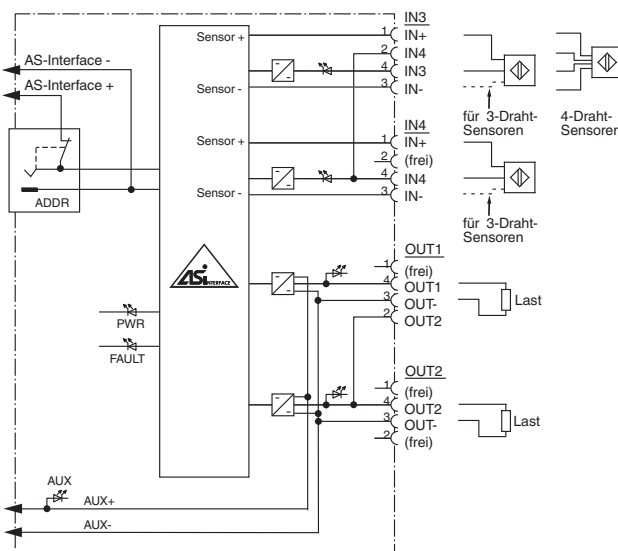 IN3
Sensor +
1 IN+
2 IN4
4 IN3
Sensor -
3 IN-
AS-Interface -
AS-Interface +
für 3-Draht-
Sensoren
4-Draht-
Sensoren
IN4
Sensor +
1 IN+
2 (frei)
4 IN4
Sensor -
3 IN-
für 3-Draht-
Sensoren
ADDR
ASi
INTERFACE
OUT1
1 (frei)
4 OUT1
3 OUT-
2 OUT2
Last
PWR
FAULT
OUT2
1 (frei)
4 OUT2
3 OUT-
2 (frei)
Last
AUX
AUX+
AUX-